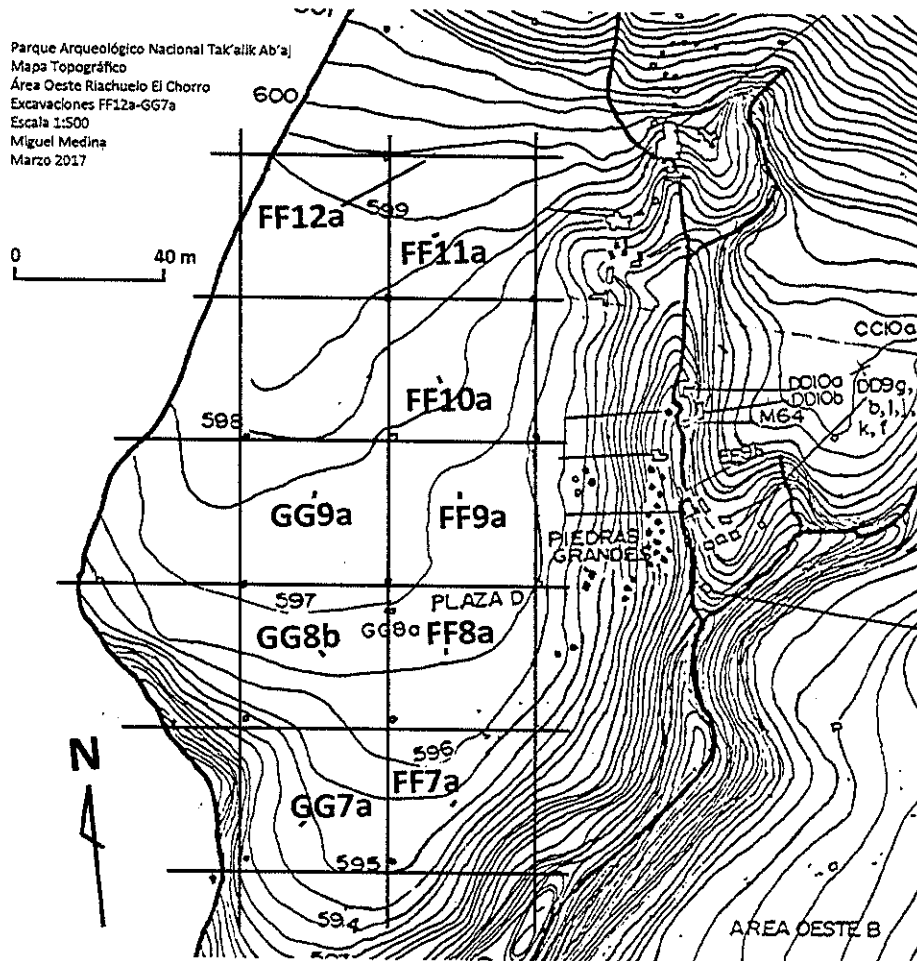 Parque Arqueológico Nacional Tak'alik Ab'aj
Mapa Topográfico
Área Oeste Riachuelo El Chorro
Excavaciones FF12a-GG7a
Escala 1:500
Miguel Medina
Marzo 2017
600
599
FF12a
FF11a
0 40 m
CC10a
FF10a
DD10a
DD10b
DD9g,
b, l, j,
k, f
M64
598
GG9a
FF9a
PIEDRAS
GRANDES
597
PLAZA D
GG8b
GG8a
FF8a
N
596
FF7a
GG7a
595
594
AREA OESTE B